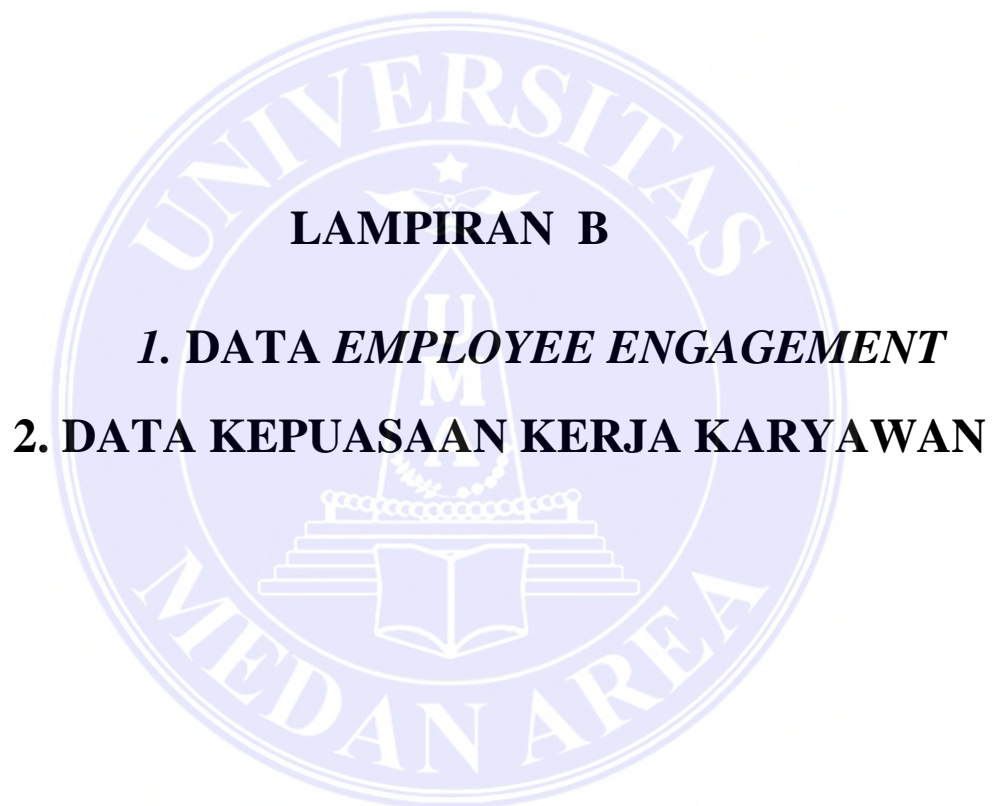 UNIVERSITAS
LAMPIRAN B
1. DATA EMPLOYEE ENGAGEMENT
2. DATA KEPUASAAN KERJA KARYAWAN
U
M
A
MEDAN AREA